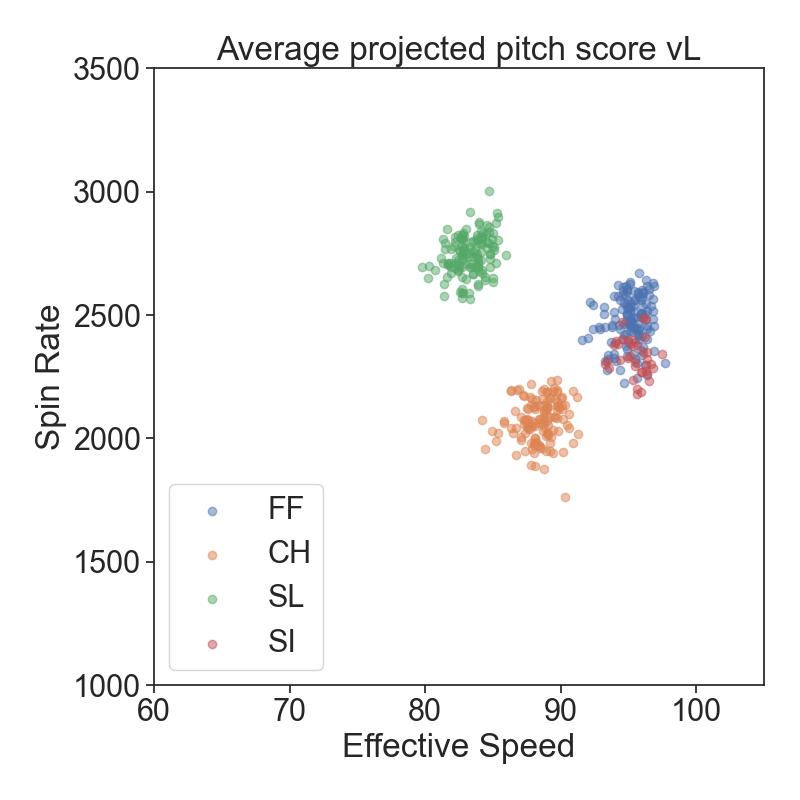 Average projected pitch score vL
3500
3000
2500
2000
1500
1000
Spin Rate
FF
CH
SL
SI
60 70 80 90 100
Effective Speed